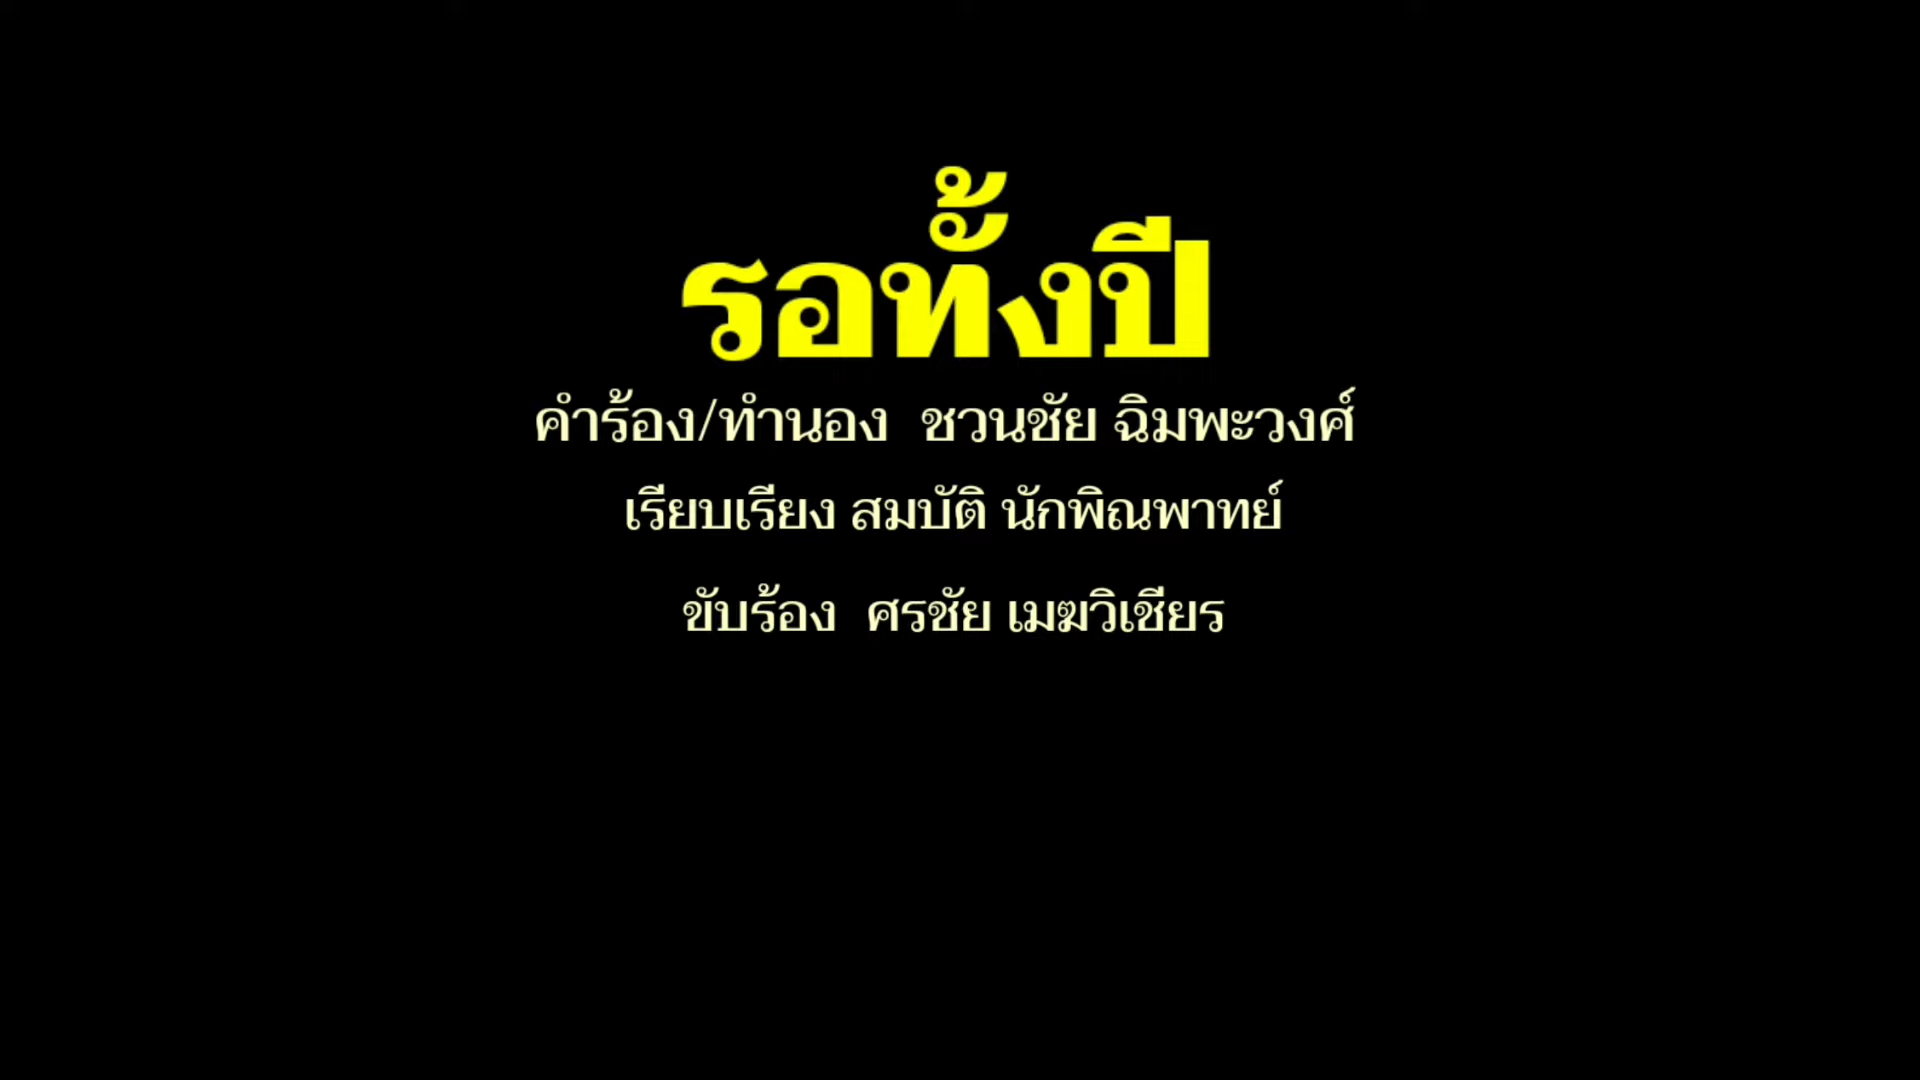 รอทั้งปี
คำร้อง/ทำนอง ชวนชัย ฉิมพะวงศ์
เรียบเรียง สมบัติ นักพิณพาทย์
ขับร้อง ศรชัย เมฆวิเชียร